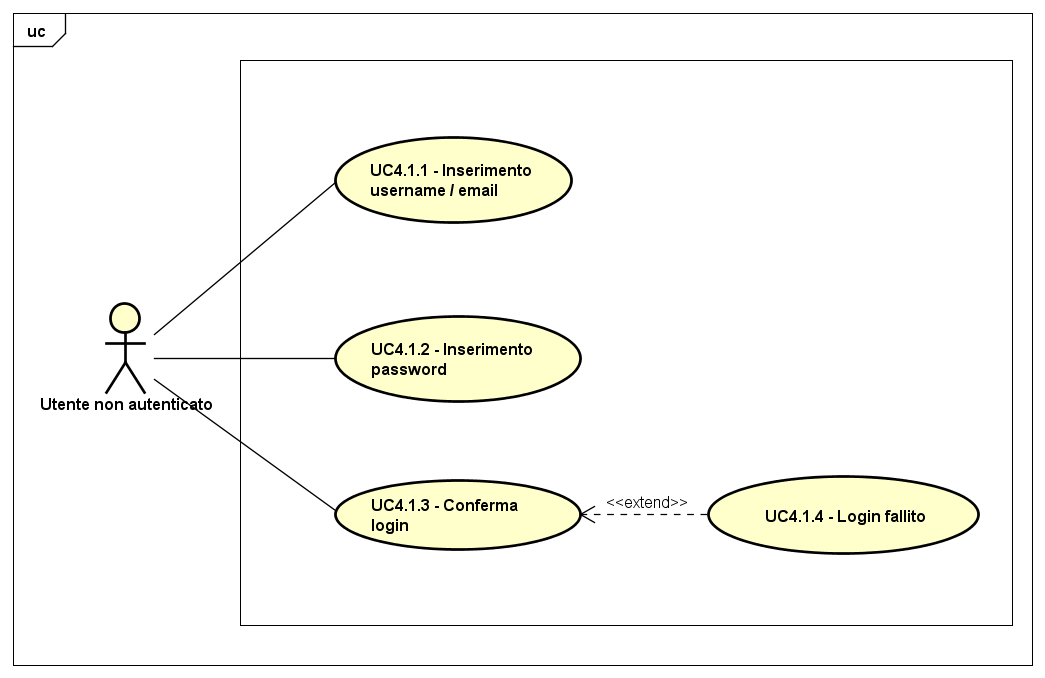 uc
UC4.1.1 - Inserimento
username / email
UC4.1.2 - Inserimento
password
Utente non autenticato
UC4.1.3 - Conferma
login
<<extend>>
UC4.1.4 - Login fallito